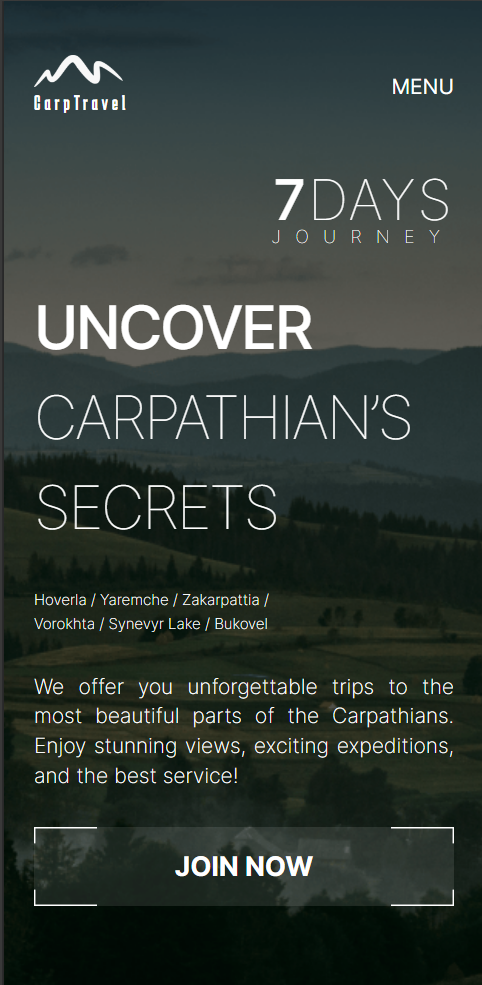 CarpTravel
MENU
7DAYS
JOURNEY
UNCOVER
CARPATHIAN’S
SECRETS
Hoverla / Yaremche / Zakarpattia /
Vorokhta / Synevyr Lake / Bukovel
We offer you unforgettable trips to the
most beautiful parts of the Carpathians.
Enjoy stunning views, exciting expeditions,
and the best service!
JOIN NOW